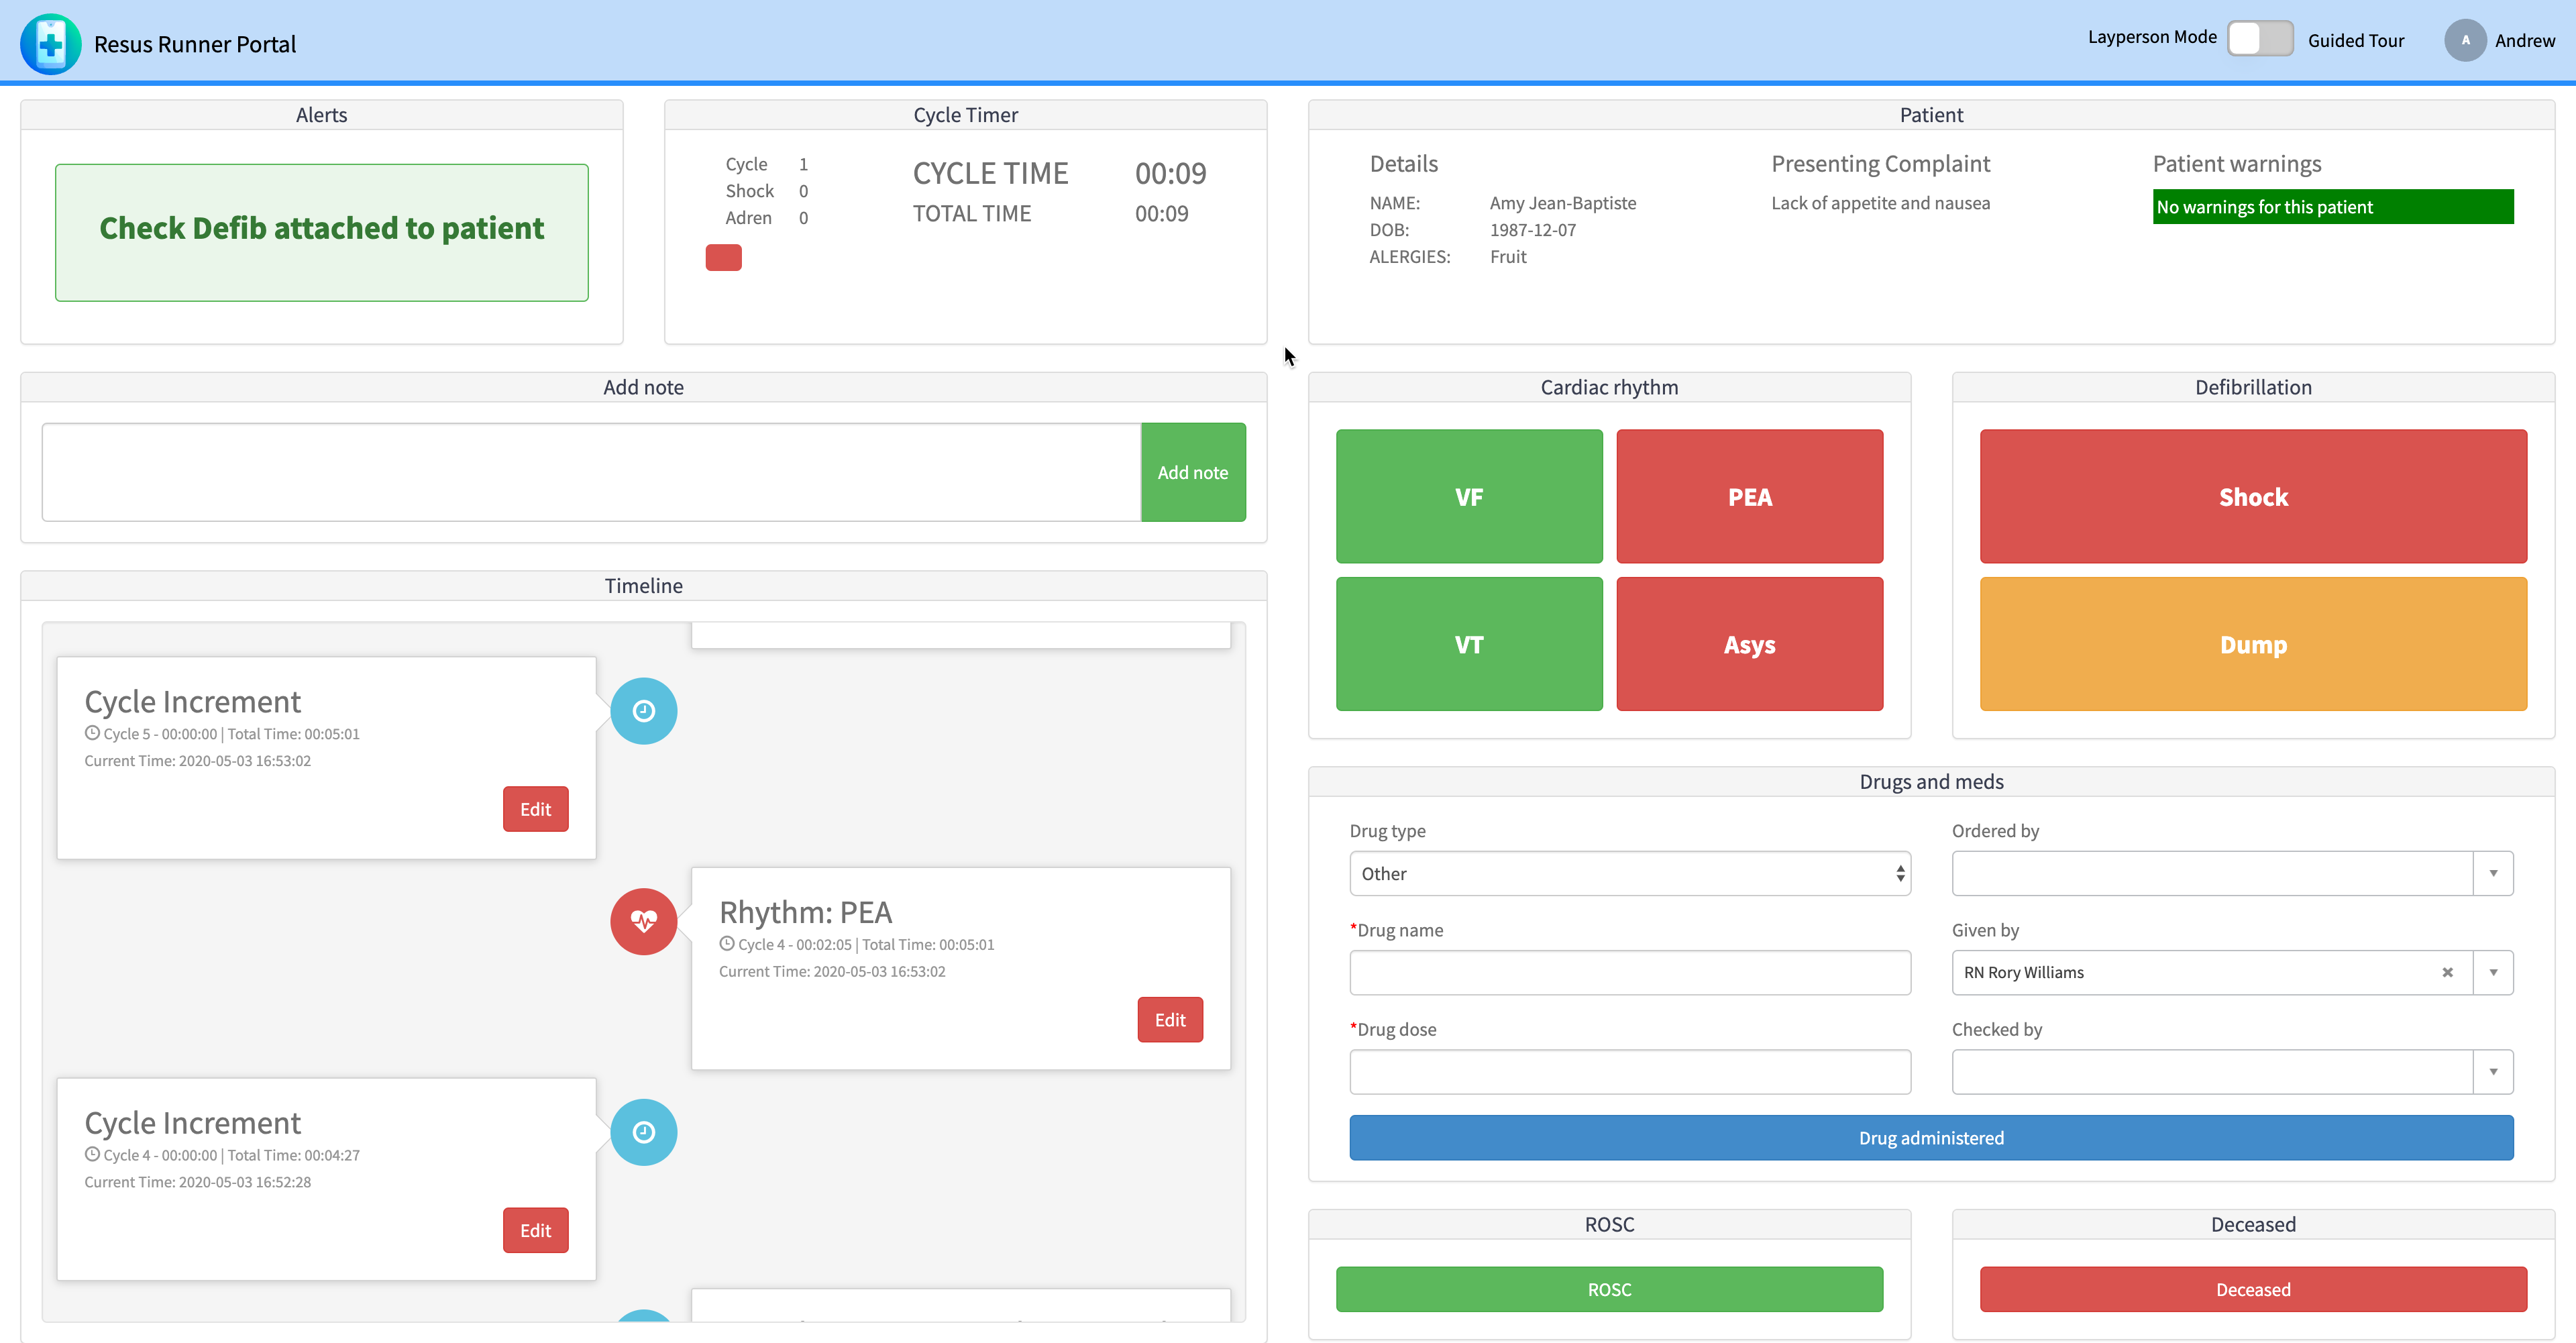 Resus Runner Portal
Layperson Mode
Guided Tour
A
Andrew
Alerts
Check Defib attached to patient
Cycle Timer
Cycle 1
Shock 0
Adren 0
CYCLE TIME 00:09
TOTAL TIME 00:09
Patient
Details
NAME: Amy Jean-Baptiste
DOB: 1987-12-07
ALERGIES: Fruit
Presenting Complaint
Lack of appetite and nausea
Patient warnings
No warnings for this patient
Add note
Add note
Timeline
Cycle Increment
Cycle 5 - 00:00:00 | Total Time: 00:05:01
Current Time: 2020-05-03 16:53:02
Edit
Rhythm: PEA
Cycle 4 - 00:02:05 | Total Time: 00:05:01
Current Time: 2020-05-03 16:53:02
Edit
Cycle Increment
Cycle 4 - 00:00:00 | Total Time: 00:04:27
Current Time: 2020-05-03 16:52:28
Edit
Cardiac rhythm
VF
PEA
VT
Asys
Defibrillation
Shock
Dump
Drugs and meds
Drug type
Other
Ordered by
*Drug name
Given by
RN Rory Williams
*Drug dose
Checked by
Drug administered
ROSC
ROSC
Deceased
Deceased